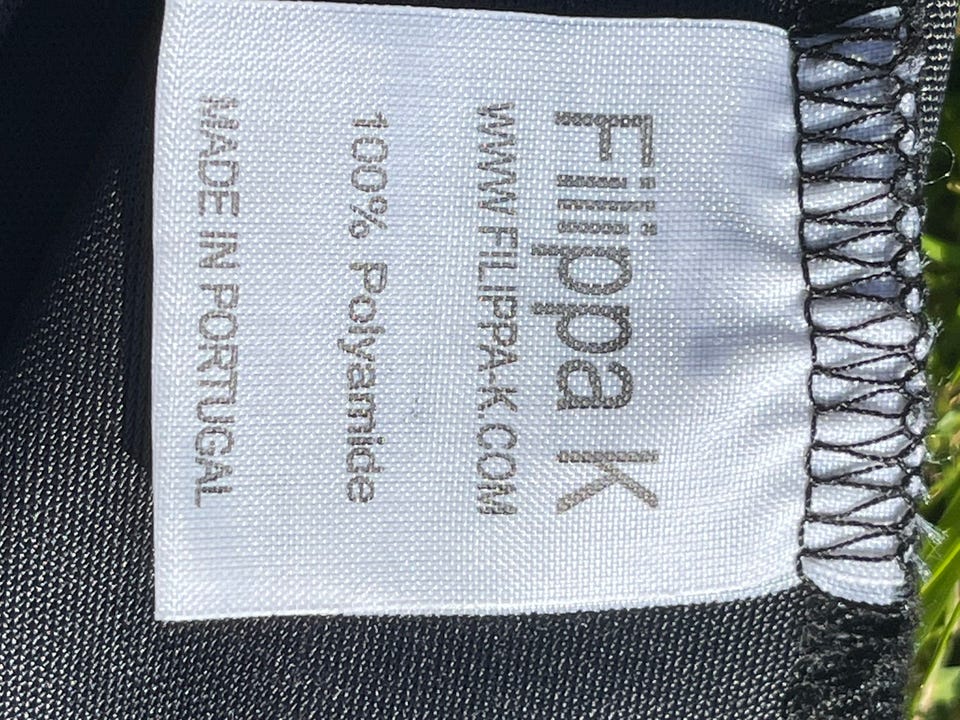 Filippa K
WWW.FILIPPA-K.COM
100% Polyamide
MADE IN PORTUGAL